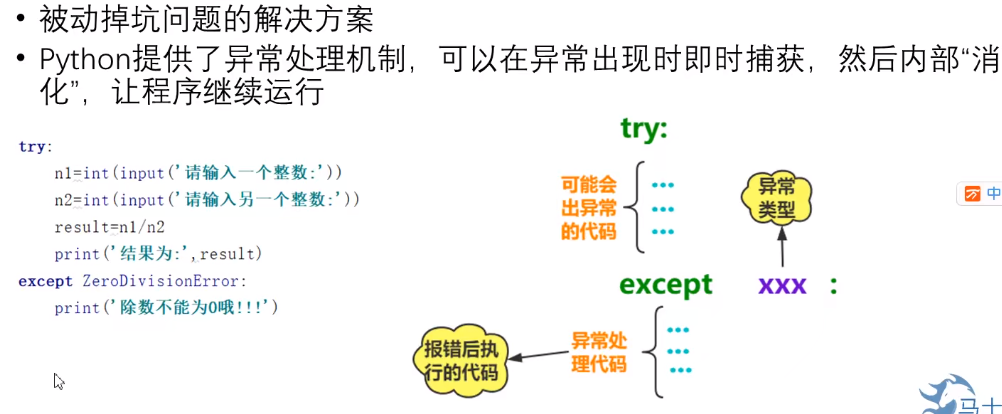 • 被动掉坑问题的解决方案
• Python提供了异常处理机制，可以在异常出现时即时捕获，然后内部“消
化”，让程序继续运行
try:
    n1=int(input('请输入一个整数:'))
    n2=int(input('请输入另一个整数:'))
    result=n1/n2
    print('结果为:',result)
except ZeroDivisionError:
    print('除数不能为0哦!!!')
try:
可能会
出异常
的代码
...
...
...
异常
类型
except xxx :
报错后执
行的代码
异常处
理代码
...
...
...
中
马士